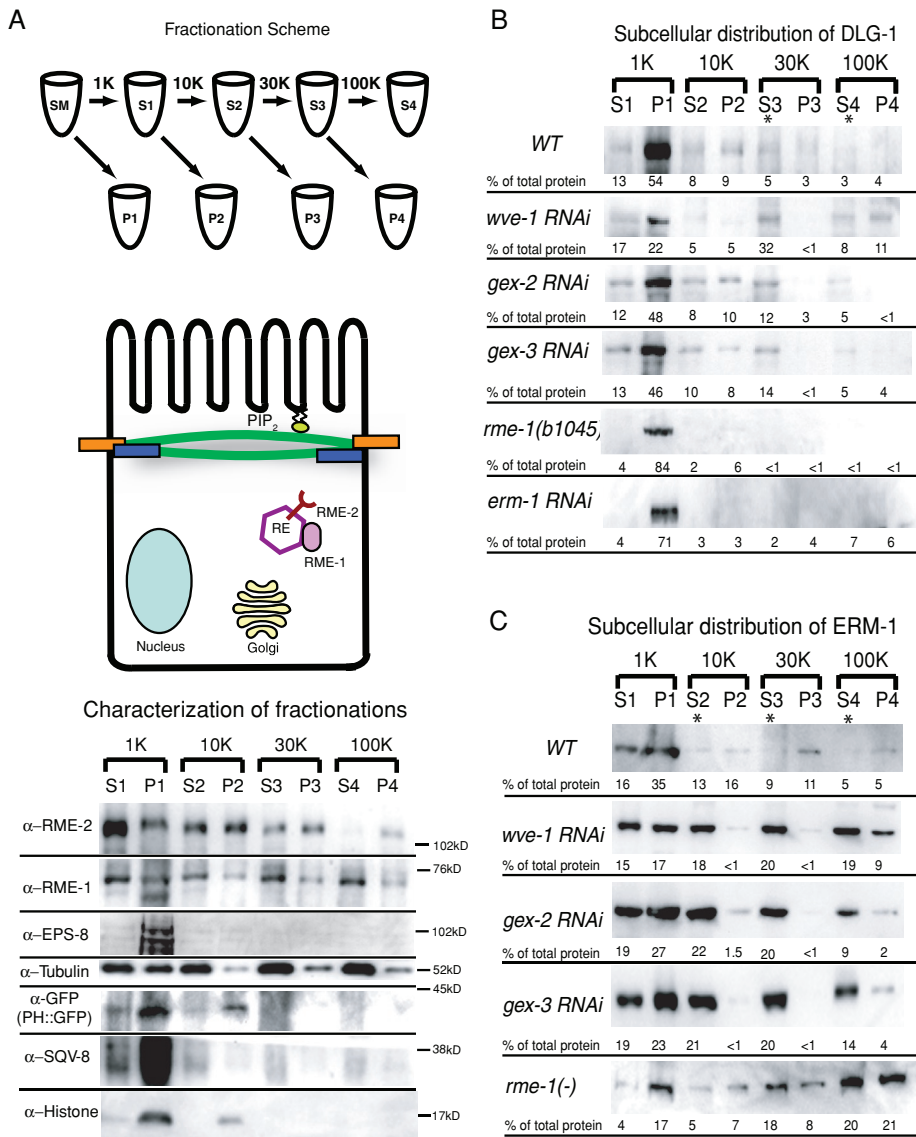 A
Fractionation Scheme
1K 10K 30K 100K
SM S1 S2 S3 S4
P1 P2 P3 P4
PIP2
RME-2
RE
RME-1
Nucleus
Golgi
Characterization of fractionations
1K 10K 30K 100K
S1 P1 S2 P2 S3 P3 S4 P4
α–RME-2
102kD
76kD
α–RME-1
α–EPS-8
102kD
α–Tubulin
52kD
45kD
α-GFP
(PH::GFP)
α–SQV-8
38kD
α–Histone
17kD
B
Subcellular distribution of DLG-1
1K 10K 30K 100K
S1 P1 S2 P2 S3 P3 S4 P4
* *
WT
% of total protein 13 54 8 9 5 3 3 4
wve-1 RNAi
% of total protein 17 22 5 5 32 <1 8 11
gex-2 RNAi
% of total protein 12 48 8 10 12 3 5 <1
gex-3 RNAi
% of total protein 13 46 10 8 14 <1 5 4
rme-1(b1045)
% of total protein 4 84 2 6 <1 <1 <1 <1
erm-1 RNAi
% of total protein 4 71 3 3 2 4 7 6
C
Subcellular distribution of ERM-1
1K 10K 30K 100K
S1 P1 S2 P2 S3 P3 S4 P4
* * *
WT
% of total protein 16 35 13 16 9 11 5 5
wve-1 RNAi
% of total protein 15 17 18 <1 20 <1 19 9
gex-2 RNAi
% of total protein 19 27 22 1.5 20 <1 9 2
gex-3 RNAi
% of total protein 19 23 21 <1 20 <1 14 4
rme-1(-)
% of total protein 4 17 5 7 18 8 20 21